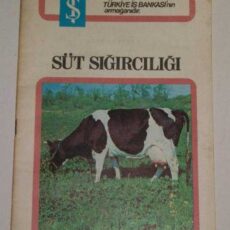 TÜRKİYE İŞ BANKASI'nın
armağanıdır.
SÜT SIĞIRCILIĞI